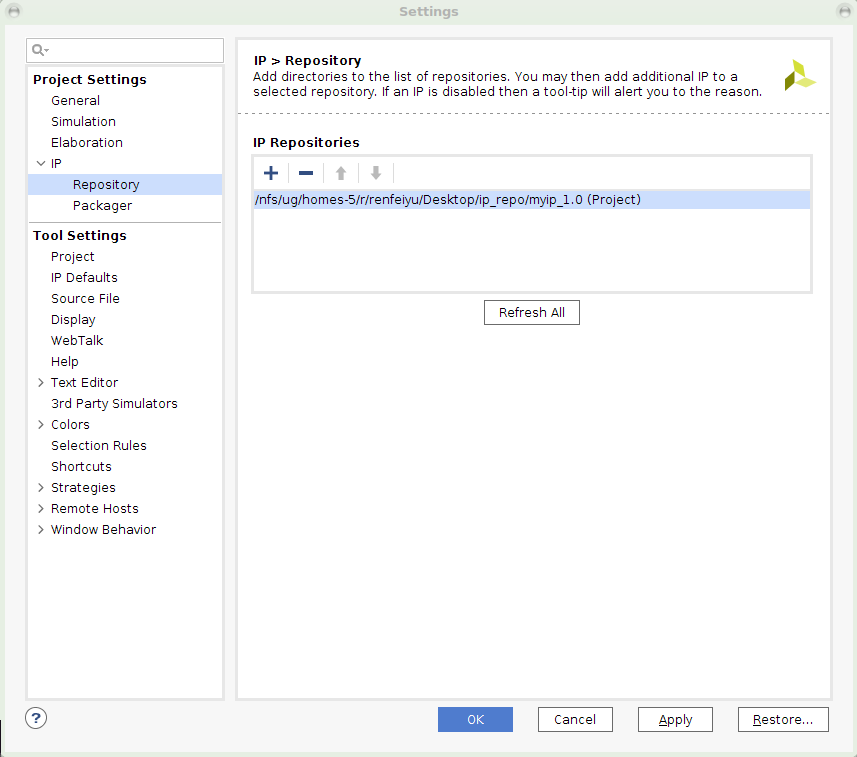 Settings
Project Settings
General
Simulation
Elaboration
IP
Repository
Packager
Tool Settings
Project
IP Defaults
Source File
Display
WebTalk
Help
Text Editor
3rd Party Simulators
Colors
Selection Rules
Shortcuts
Strategies
Remote Hosts
Window Behavior
IP > Repository
Add directories to the list of repositories. You may then add additional IP to a
selected repository. If an IP is disabled then a tool-tip will alert you to the reason.
IP Repositories
/nfs/ug/homes-5/r/renfeiyu/Desktop/ip_repo/myip_1.0 (Project)
Refresh All
?
OK
Cancel
Apply
Restore...